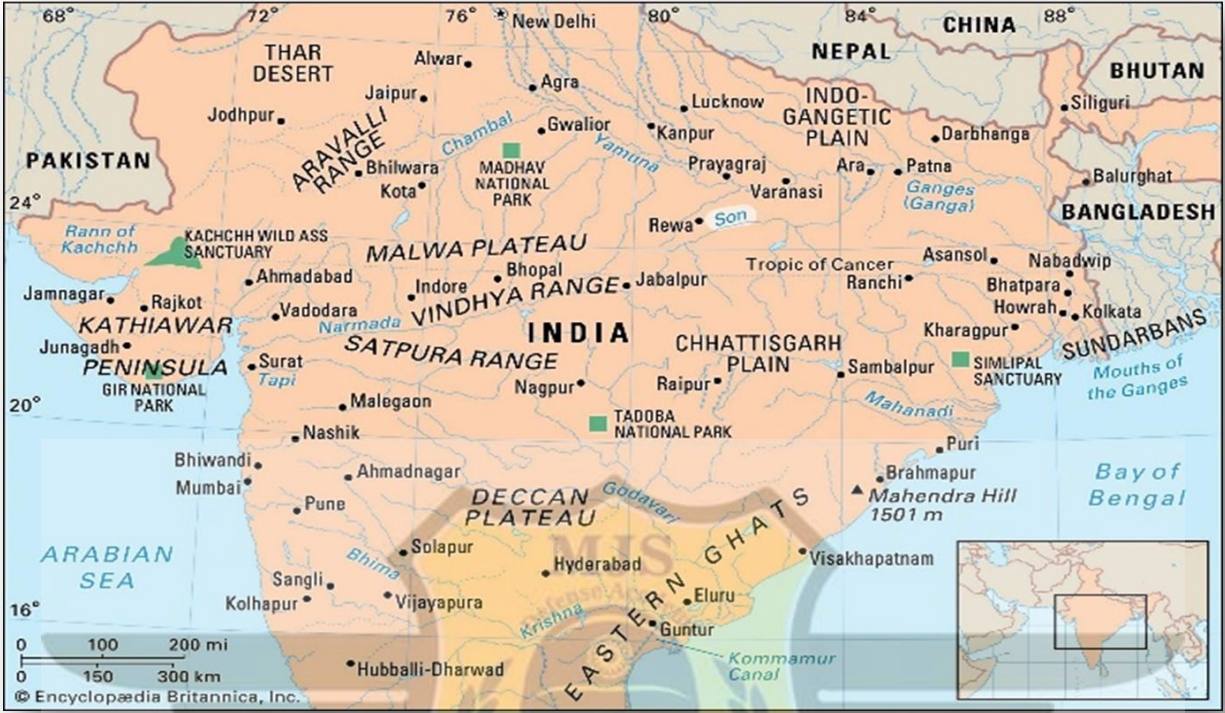 68°
72°
76°
80°
84°
88°
New Delhi
CHINA
NEPAL
BHUTAN
THAR
DESERT
Alwar
Agra
Jaipur
Lucknow
INDO-
GANGETIC
PLAIN
Siliguri
Jodhpur
ARAVALLI
RANGE
Chambal
Gwalior
Kanpur
Yamuna
Darbhanga
PAKISTAN
Bhilwara
Kota
MADHAV
NATIONAL
PARK
Prayagraj
Varanasi
Ara
Patna
Ganges
(Ganga)
Balurghat
24°
BANGLADESH
Rann of
Kachchh
KACHCHH WILD ASS
SANCTUARY
Rewa
Son
MALWA PLATEAU
Tropic of Cancer
Asansol
Nabadwip
Ahmadabad
Bhopal
Indore
Jabalpur
Ranchi
Bhatpara
Jamnagar
Rajkot
Vadodara
VINDHYA RANGE
Howrah
Kolkata
KATHIAWAR
PENINSULA
Narmada
INDIA
Kharagpur
SUNDARBANS
Junagadh
SATPURA RANGE
CHHATTISGARH
PLAIN
Surat
Tapi
GIR NATIONAL
PARK
Nagpur
Raipur
Sambalpur
SIMLIPAL
SANCTUARY
Mouths of
the Ganges
20°
Malegaon
TADOBA
NATIONAL PARK
Mahanadi
Nashik
Puri
Bhiwandi
Mumbai
Ahmadnagar
Brahmapur
Bay of
Bengal
Pune
DECCAN
PLATEAU
Godavari
Mahendra Hill
1501 m
EASTERN GHATS
MJS
ARABIAN
SEA
Bhima
Solapur
Hyderabad
Visakhapatnam
Sangli
Kolhapur
Vijayapura
Eluru
16°
Krishna
Guntur
0 100 200 mi
0 150 300 km
Hubballi-Dharwad
Kommamur
Canal
© Encyclopædia Britannica, Inc.